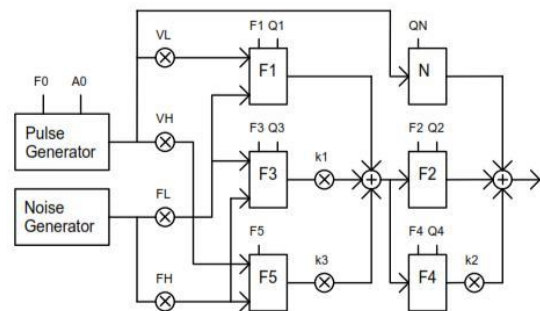 VL
F1 Q1
QN
F1
N
F0 A0
Pulse
Generator
VH
F3 Q3
F2 Q2
F3
k1
F2
Noise
Generator
FL
F5
F4 Q4
FH
F5
k3
F4
k2